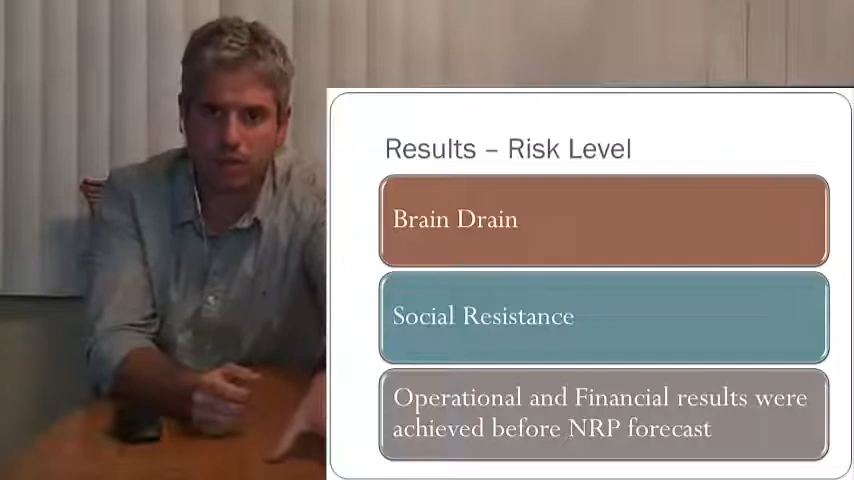 Results – Risk Level
Brain Drain
Social Resistance
Operational and Financial results were
achieved before NRP forecast